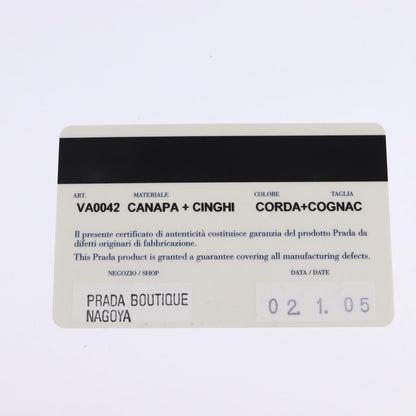 ART. MATERIALE COLORE TAGLIA
VA0042 CANAPA + CINGHI CORDA+COGNAC
Il presente certificato di autenticità costituisce garanzia del prodotto Prada da
difetti originari di fabbricazione.
This Prada product is granted a guarantee covering all manufacturing defects.
NEGOZIO / SHOP DATA / DATE
PRADA BOUTIQUE 02. 1. 05
NAGOYA